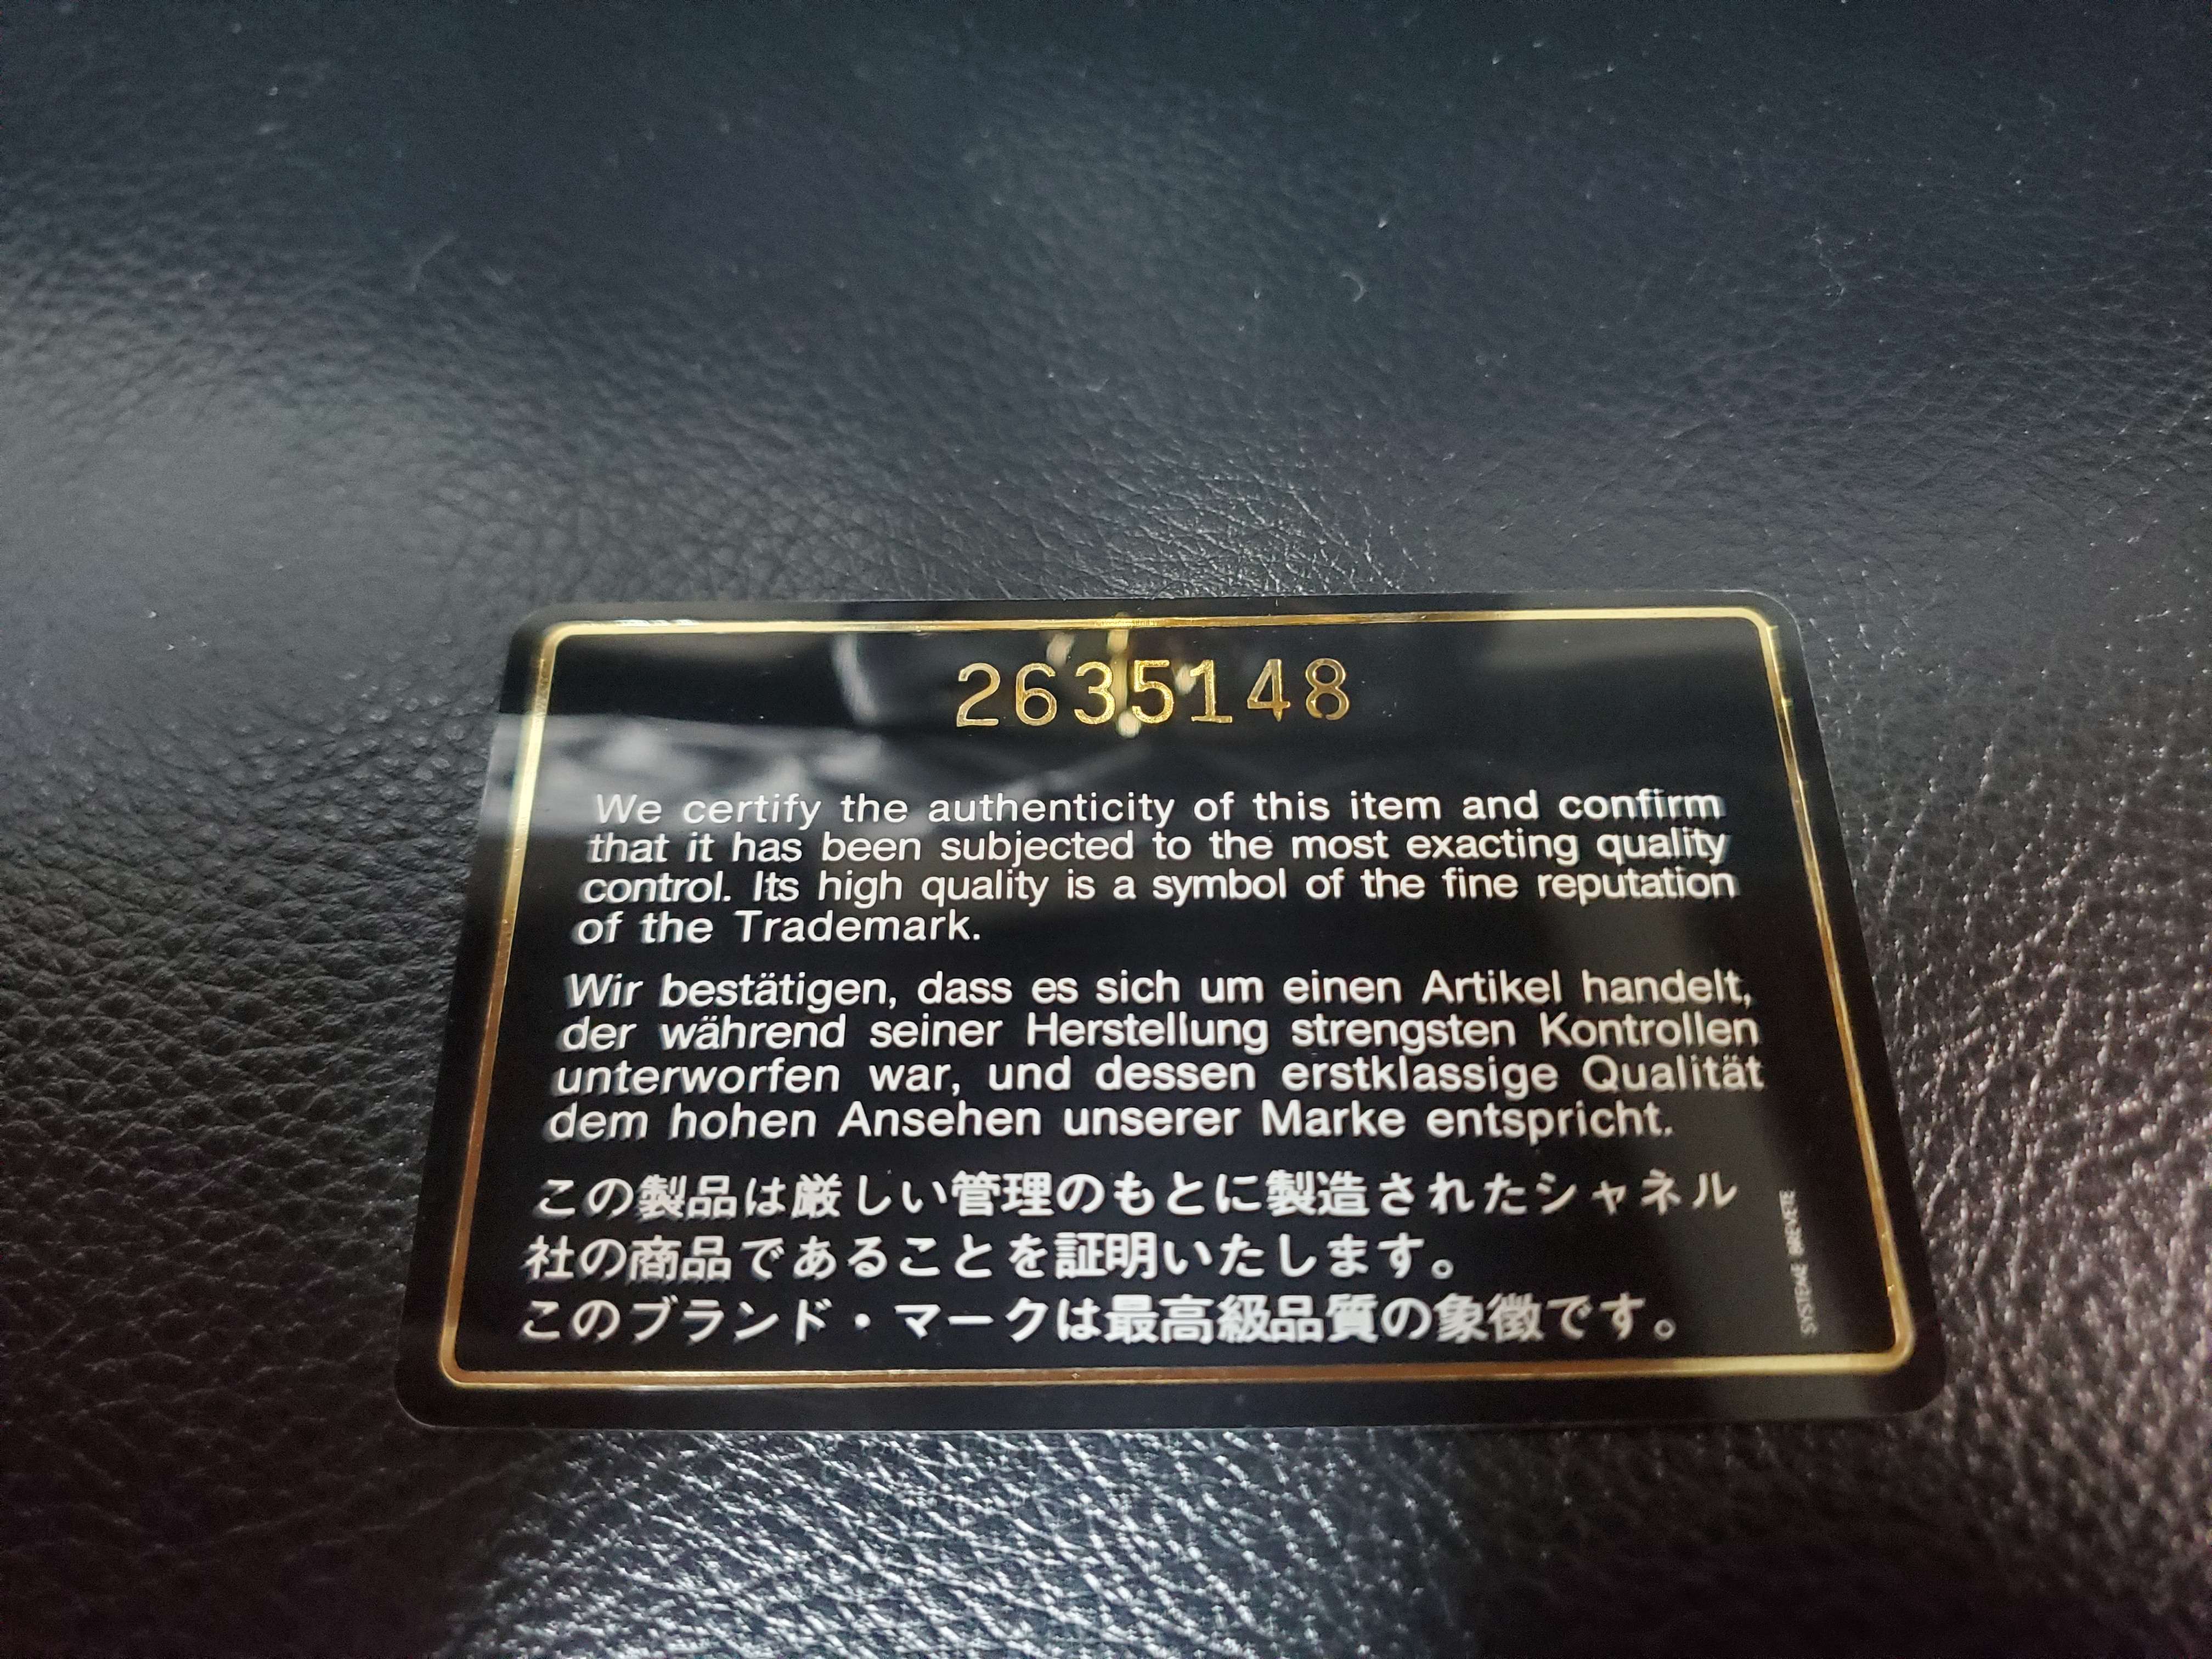 2635148
We certify the authenticity of this item and confirm
that it has been subjected to the most exacting quality
control. Its high quality is a symbol of the fine reputation
of the Trademark.
Wir bestätigen, dass es sich um einen Artikel handelt,
der während seiner Herstellung strengsten Kontrollen
unterworfen war, und dessen erstklassige Qualität
dem hohen Ansehen unserer Marke entspricht.
この製品は厳しい管理のもとに製造されたシャネル
社の商品であることを証明いたします。
このブランド・マークは最高級品質の象徴です。
SYSTEME BREVETE